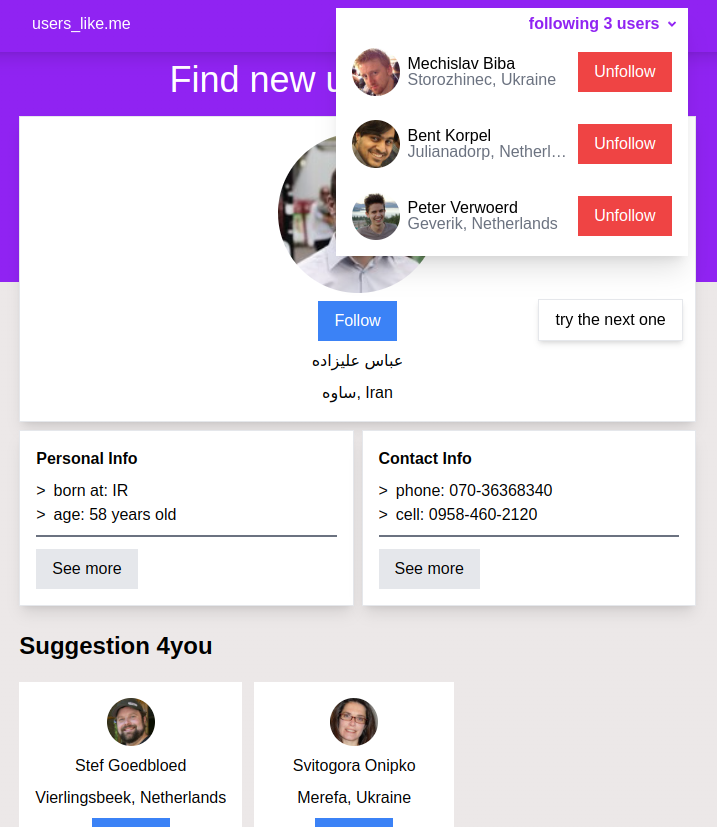 users_like.me
following 3 users
Find new u
Mechislav Biba
Storozhinec, Ukraine
Unfollow
Bent Korpel
Julianadorp, Netherl…
Unfollow
Peter Verwoerd
Geverik, Netherlands
Unfollow
Follow
try the next one
عباس علیزاده
ساوه, Iran
Personal Info
> born at: IR
> age: 58 years old
See more
Contact Info
> phone: 070-36368340
> cell: 0958-460-2120
See more
Suggestion 4you
Stef Goedbloed
Vierlingsbeek, Netherlands
Svitogora Onipko
Merefa, Ukraine